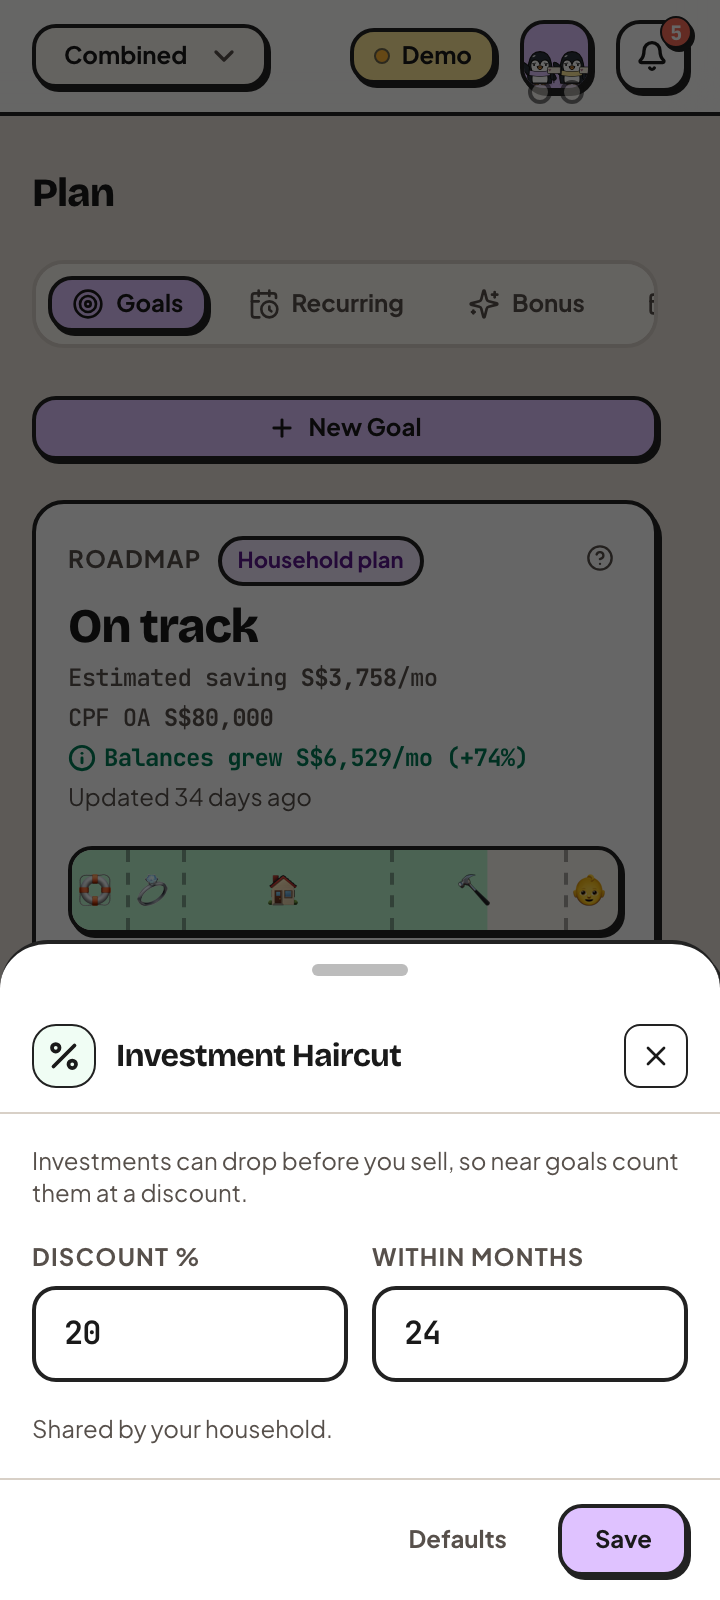 Combined
Demo
5
Plan
Goals
Recurring
Bonus
+ New Goal
ROADMAP
Household plan
On track
Estimated saving S$3,758/mo
CPF OA S$80,000
Balances grew S$6,529/mo (+74%)
Updated 34 days ago
Investment Haircut
Investments can drop before you sell, so near goals count
them at a discount.
DISCOUNT %
WITHIN MONTHS
20
24
Shared by your household.
Defaults
Save